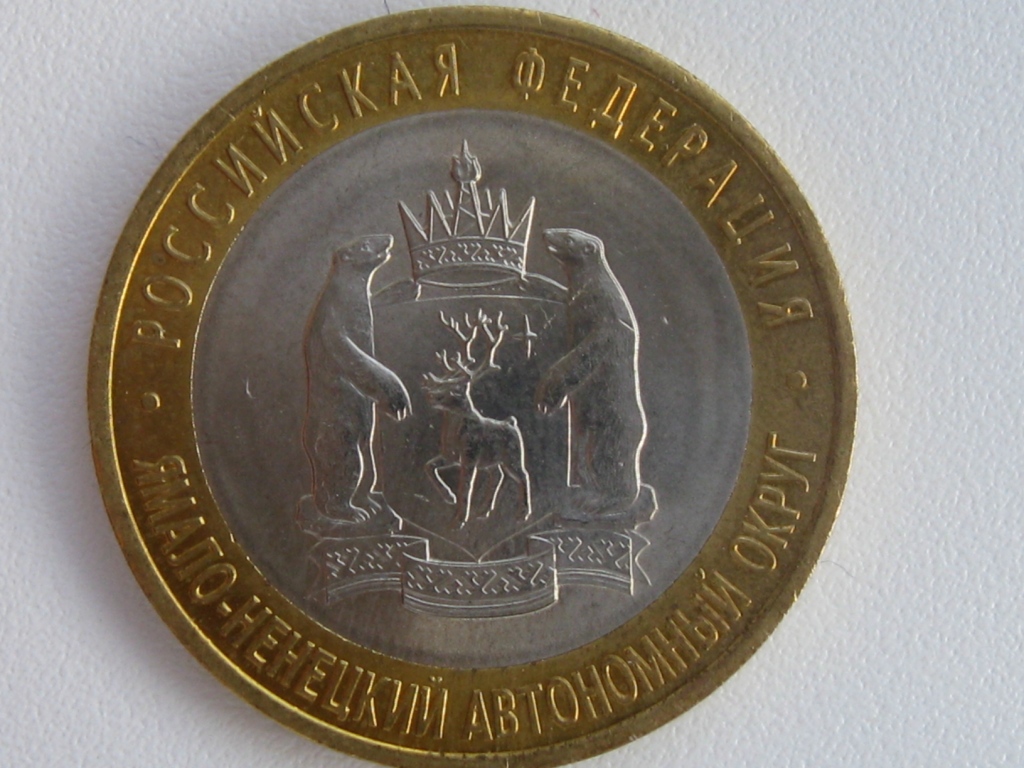 РОССИЙСКАЯ ФЕДЕРАЦИЯ
ЯМАЛО-НЕНЕЦКИЙ АВТОНОМНЫЙ ОКРУГ